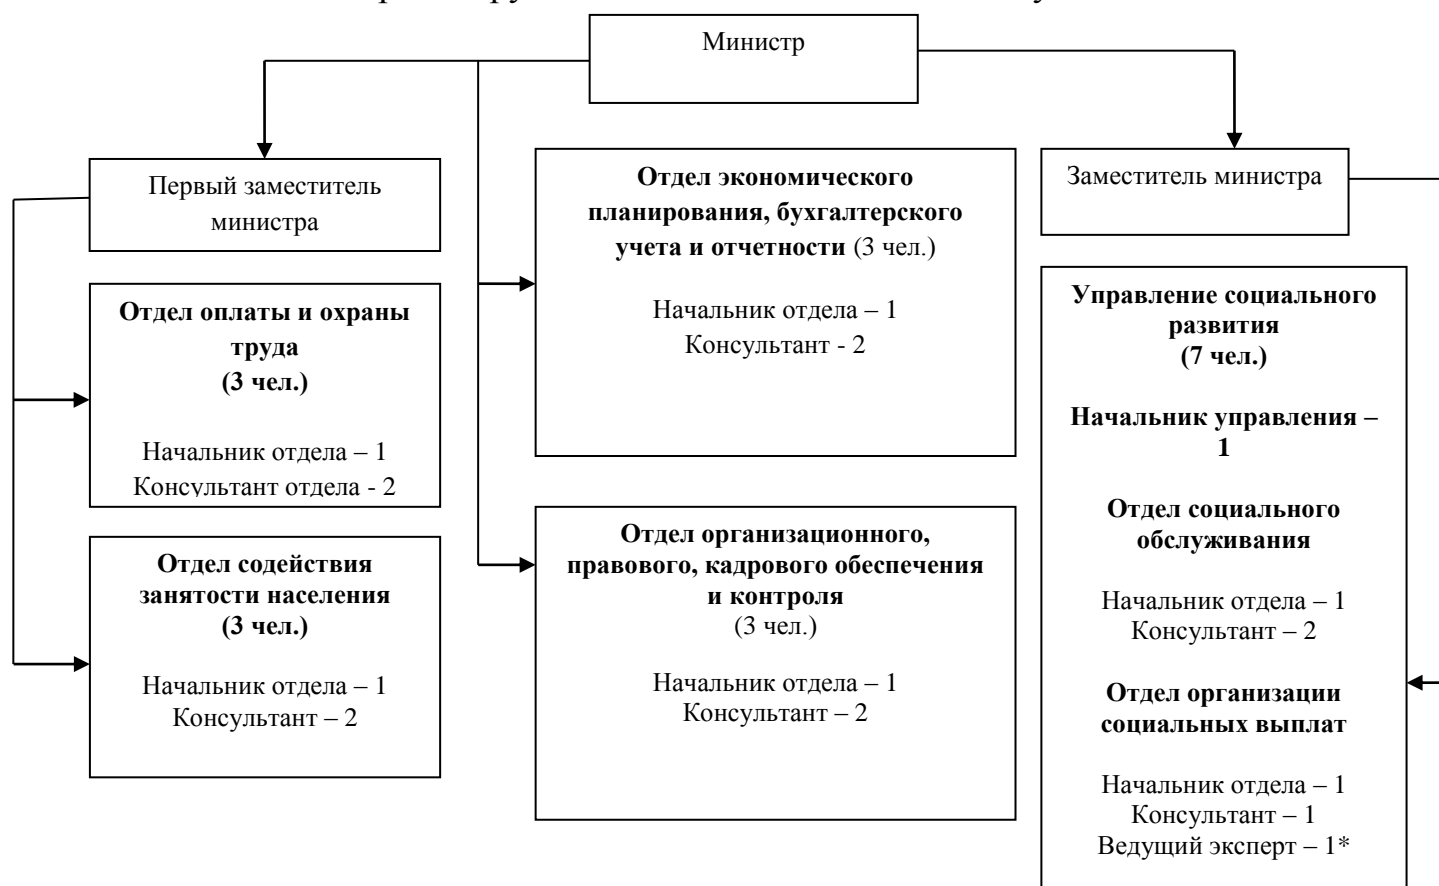 Министр
Первый заместитель
министра
Отдел экономического
планирования, бухгалтерского
учета и отчетности (3 чел.)
Начальник отдела – 1
Консультант - 2
Заместитель министра
Отдел оплаты и охраны
труда
(3 чел.)
Начальник отдела – 1
Консультант отдела - 2
Отдел содействия
занятости населения
(3 чел.)
Начальник отдела – 1
Консультант – 2
Отдел организационного,
правового, кадрового обеспечения
и контроля
(3 чел.)
Начальник отдела – 1
Консультант – 2
Управление социального
развития
(7 чел.)
Начальник управления –
1
Отдел социального
обслуживания
Начальник отдела – 1
Консультант – 2
Отдел организации
социальных выплат
Начальник отдела – 1
Консультант – 1
Ведущий эксперт – 1*